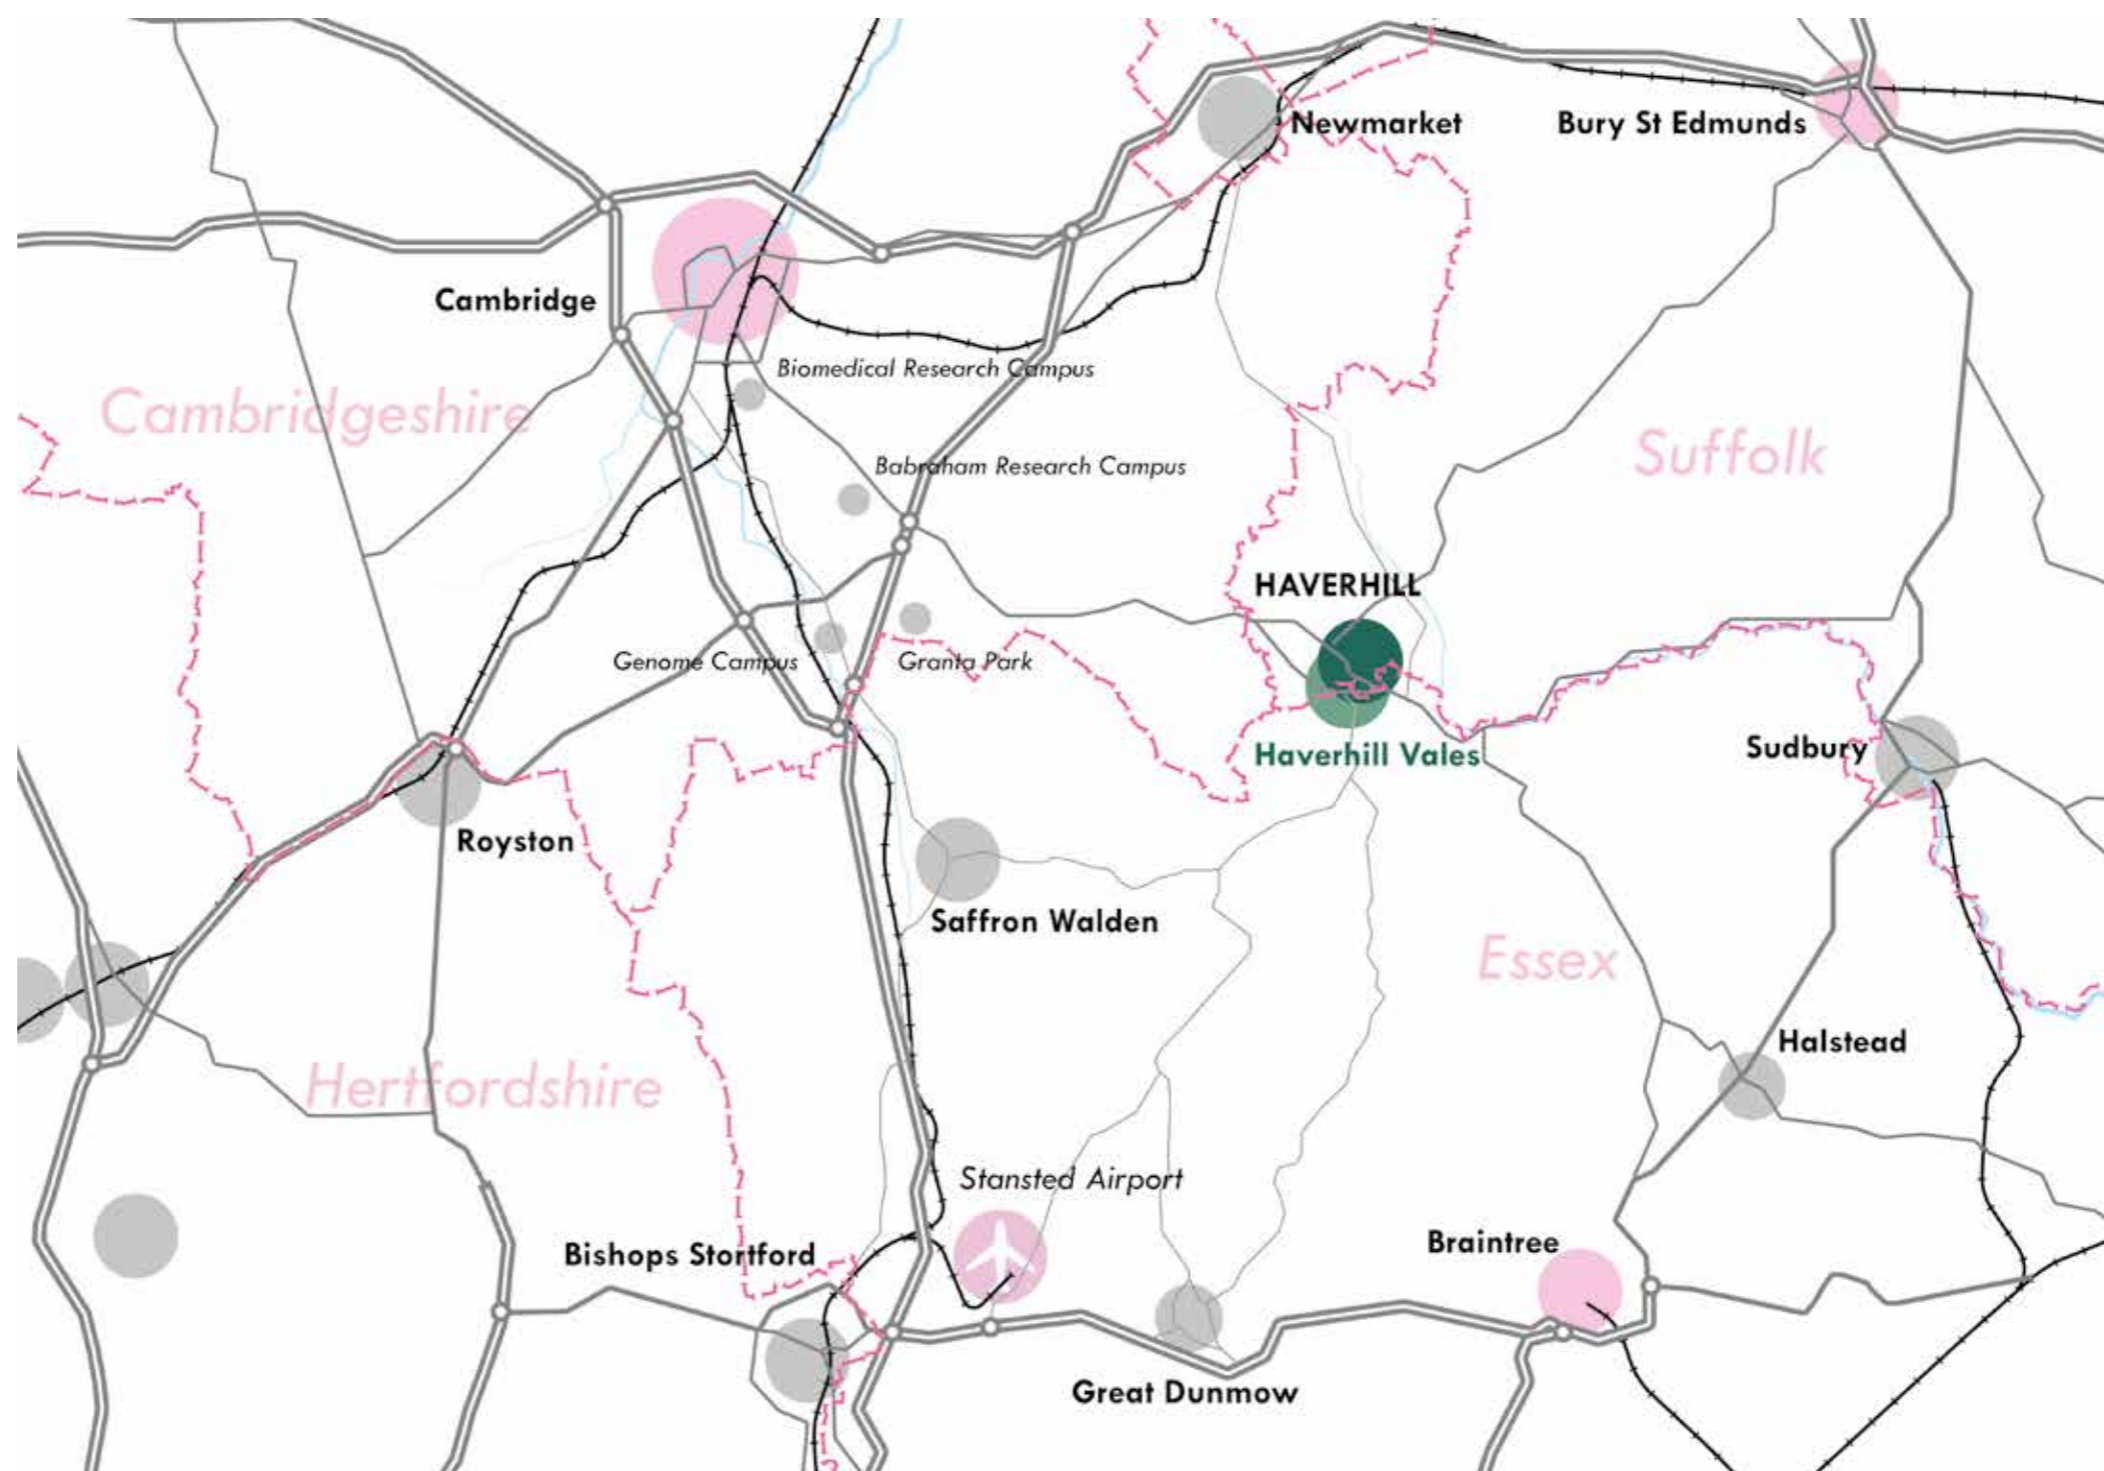 Newmarket
Bury St Edmunds
Cambridge
Biomedical Research Campus
Cambridgeshire
Suffolk
Babraham Research Campus
HAVERHILL
Genome Campus
Granta Park
Haverhill Vales
Sudbury
Royston
Saffron Walden
Essex
Halstead
Hertfordshire
Stansted Airport
Bishops Stortford
Braintree
Great Dunmow